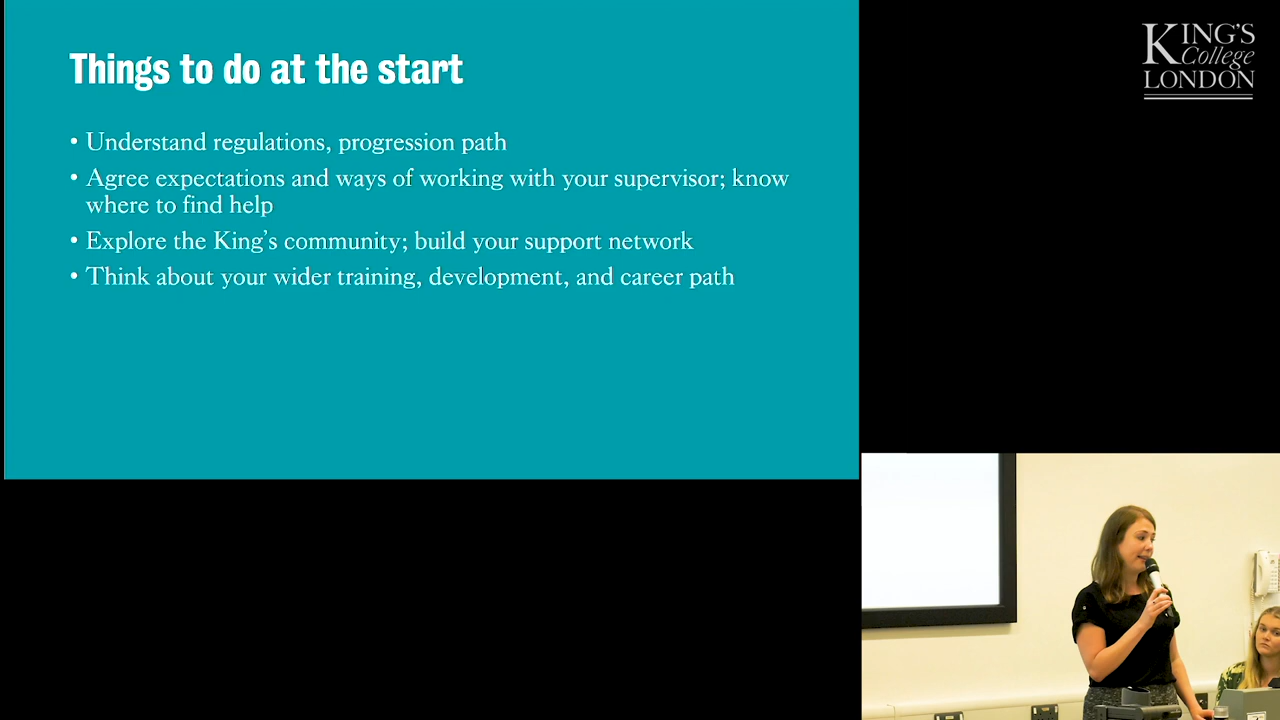 Things to do at the start
• Understand regulations, progression path
• Agree expectations and ways of working with your supervisor; know
where to find help
• Explore the King's community; build your support network
• Think about your wider training, development, and career path
KING'S
College
LONDON